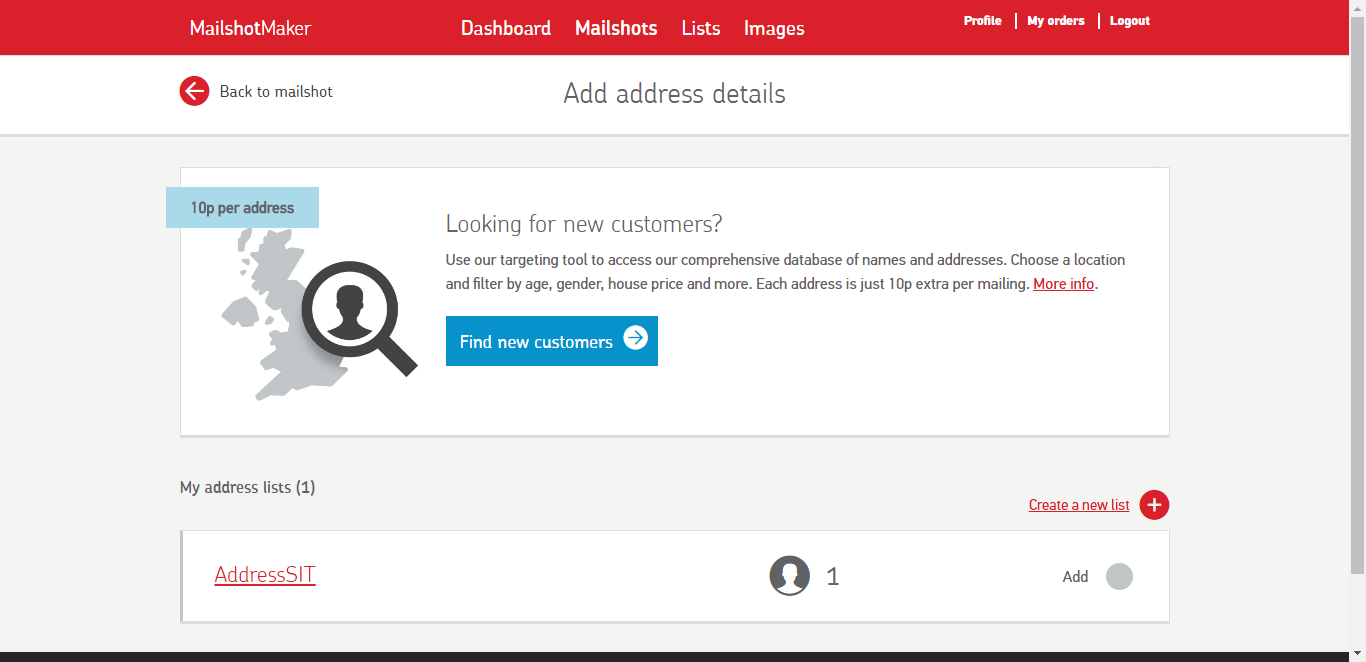 MailshotMaker
Dashboard Mailshots Lists Images
Profile My orders Logout
Back to mailshot
Add address details
10p per address
Looking for new customers?
Use our targeting tool to access our comprehensive database of names and addresses. Choose a location
and filter by age, gender, house price and more. Each address is just 10p extra per mailing. More info.
Find new customers
My address lists (1)
Create a new list
AddressSIT
1
Add